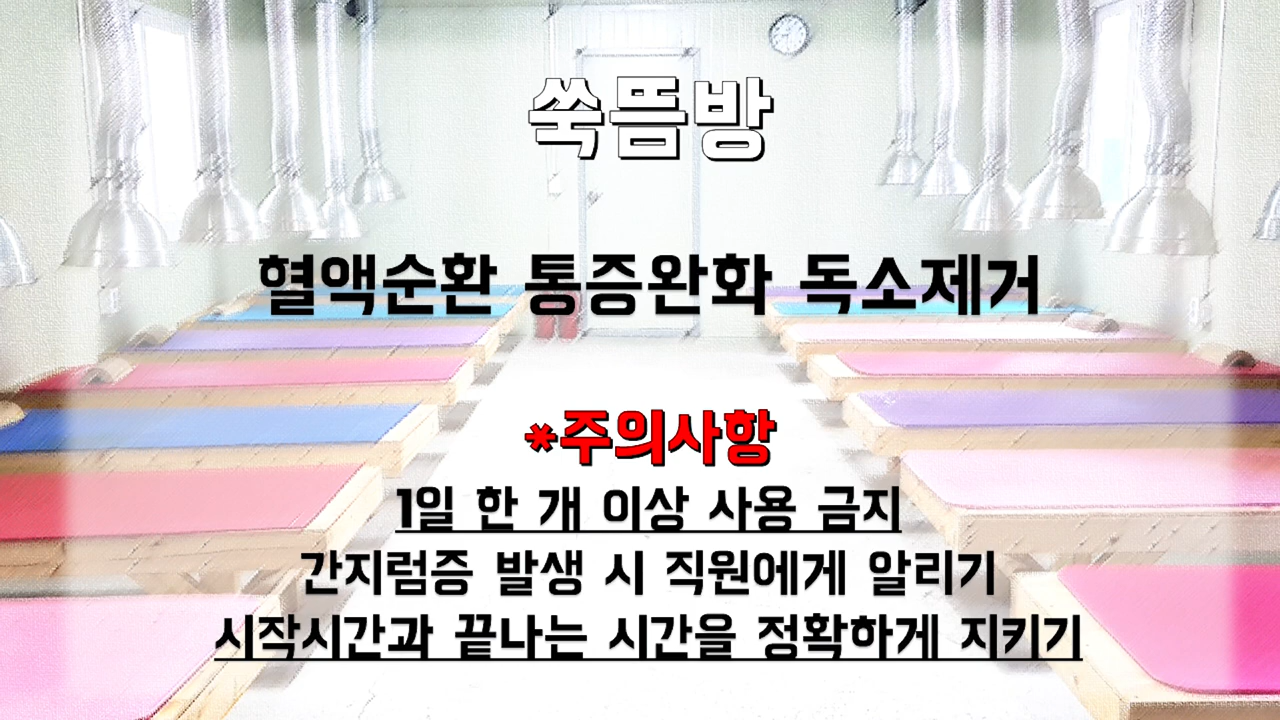 쑥뜸방
혈액순환 통증완화 독소제거
*주의사항
1일 한 개 이상 사용 금지
간지럼증 발생 시 직원에게 알리기
시작시간과 끝나는 시간을 정확하게 지키기